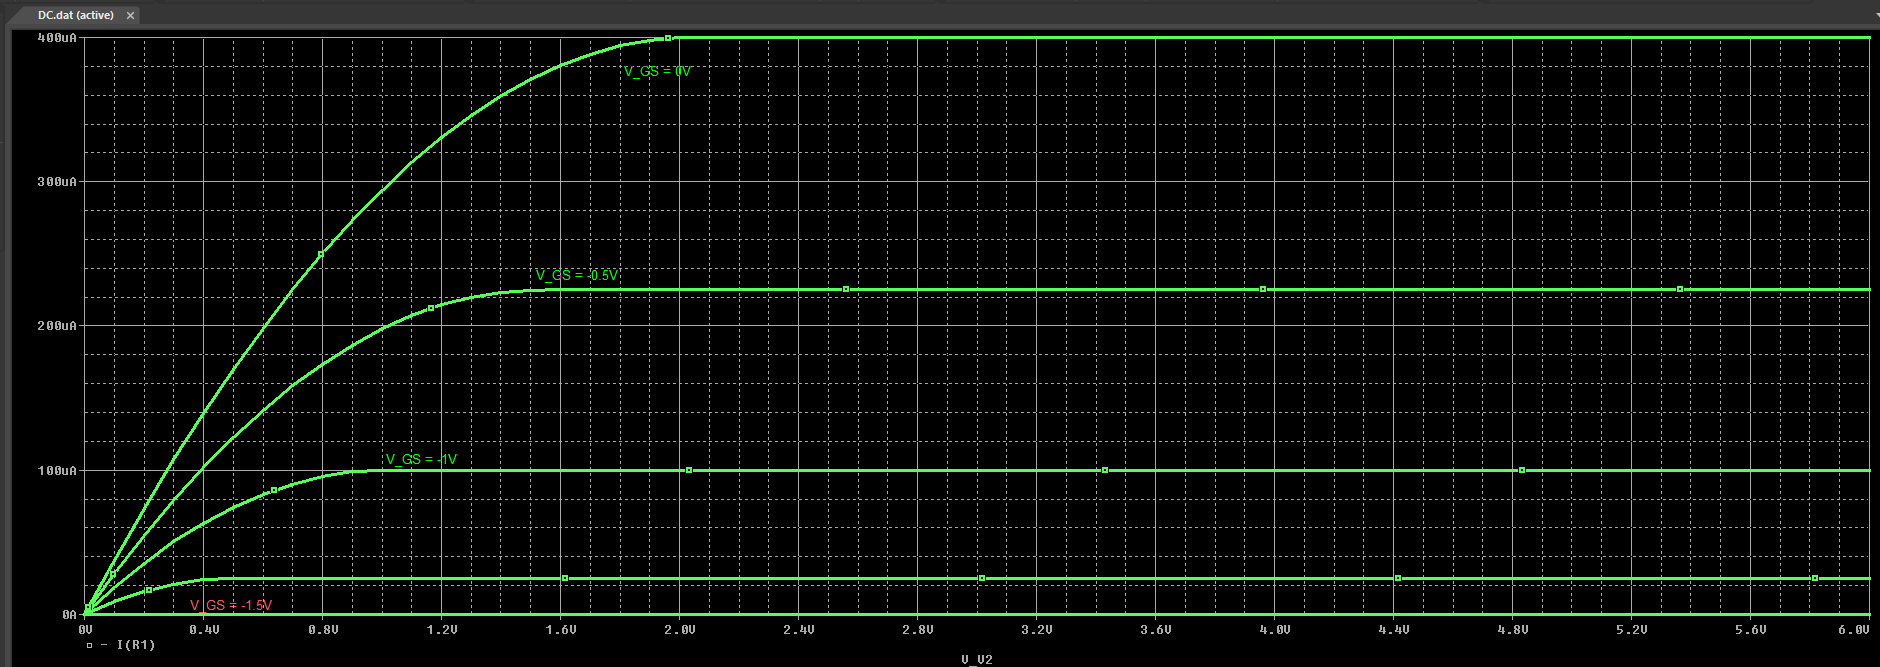 DC.dat (active)
400uA
V_GS = 0V
300uA
V_GS = -0.5V
200uA
V_GS = -1V
100uA
V_GS = -1.5V
0A
0V 0.4V 0.8V 1.2V 1.6V 2.0V 2.4V 2.8V 3.2V 3.6V 4.0V 4.4V 4.8V 5.2V 5.6V 6.0V
- I(R1)
V_V2